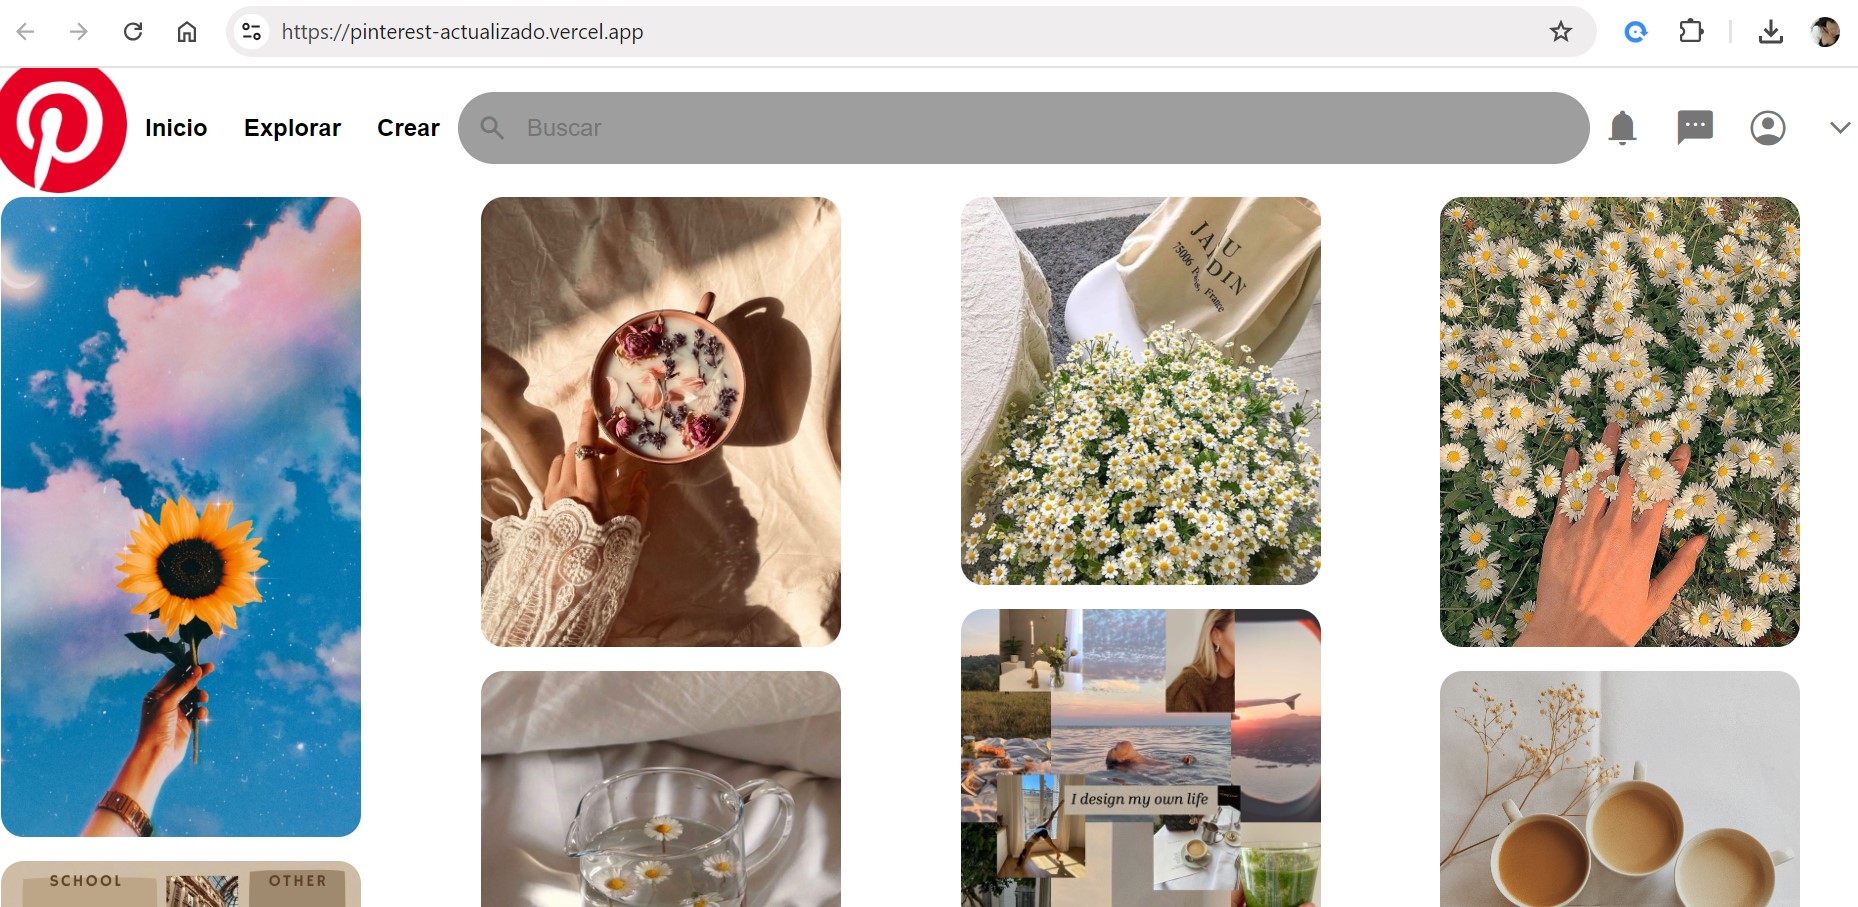 https://pinterest-actualizado.vercel.app
Inicio Explorar Crear Buscar
JARDIN DU
75006 Paris, France
I design my own life
SCHOOL OTHER